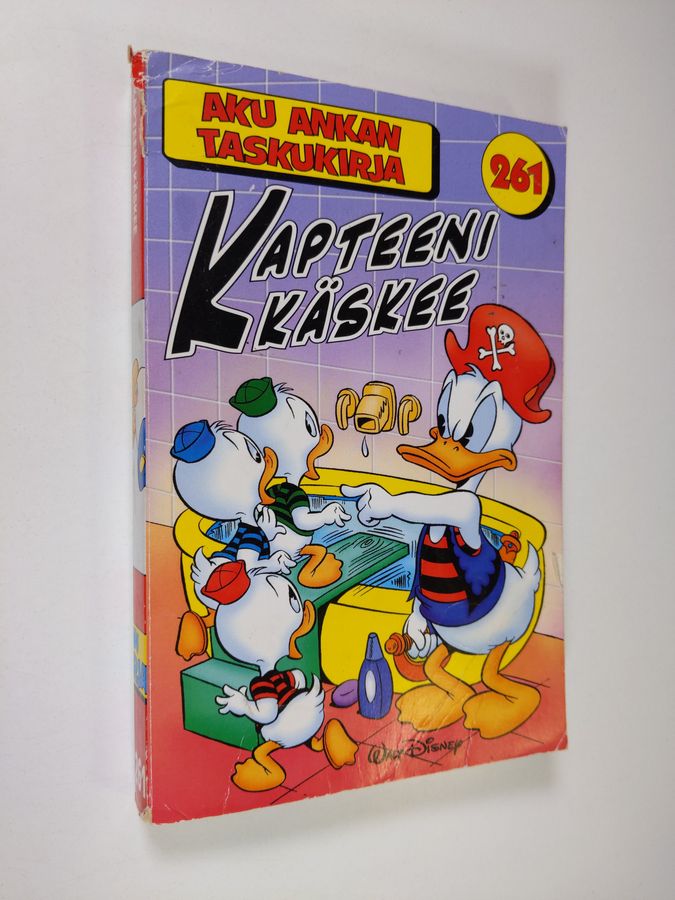 AKU ANKAN
TASKUKIRJA
261
KAPTEENI
KÄSKEE
WALT DISNEY